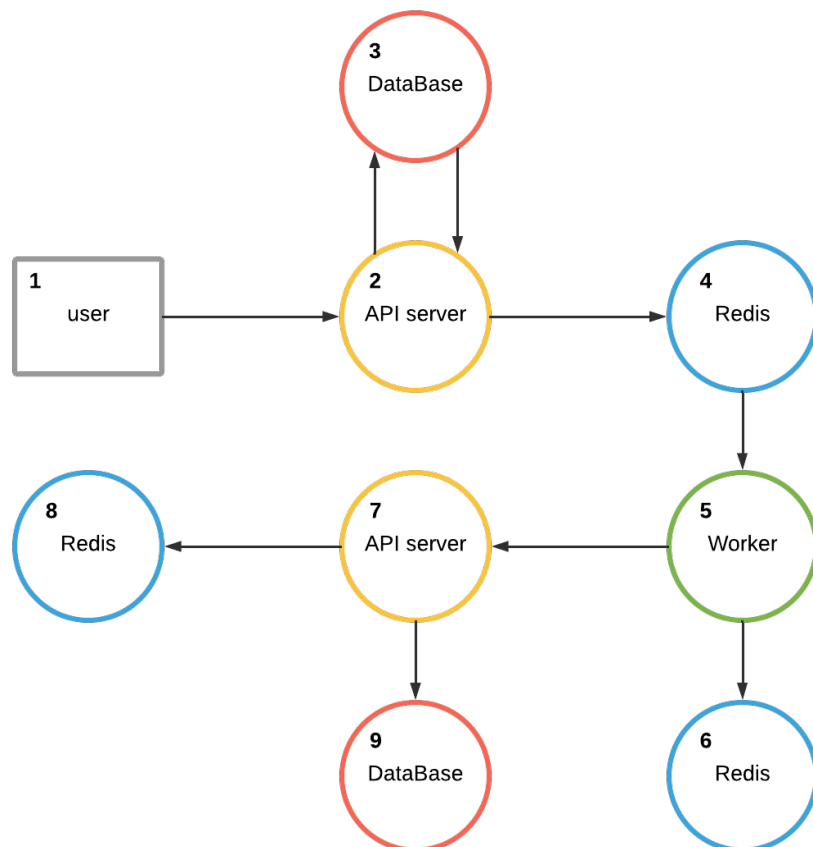 3
DataBase
1
user
2
API server
4
Redis
8
Redis
7
API server
5
Worker
9
DataBase
6
Redis